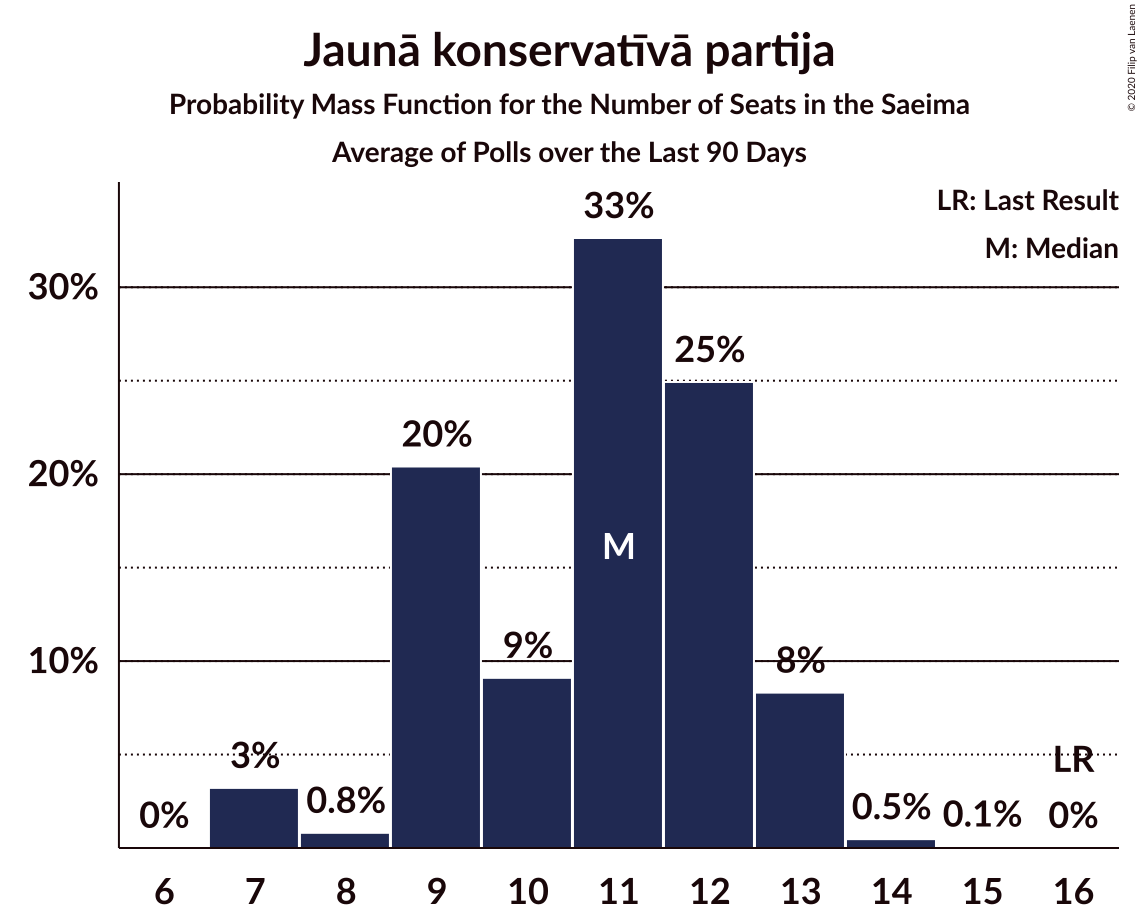 Jaunā konservatīvā partija
Probability Mass Function for the Number of Seats in the Saeima
Average of Polls over the Last 90 Days
© 2020 Filip van Laenen
LR: Last Result
M: Median
33%
30%
25%
20%
20%
M
9%
10%
8%
3%
LR
0%
0.8%
0.5%
0.1%
0%
6 7 8 9 10 11 12 13 14 15 16